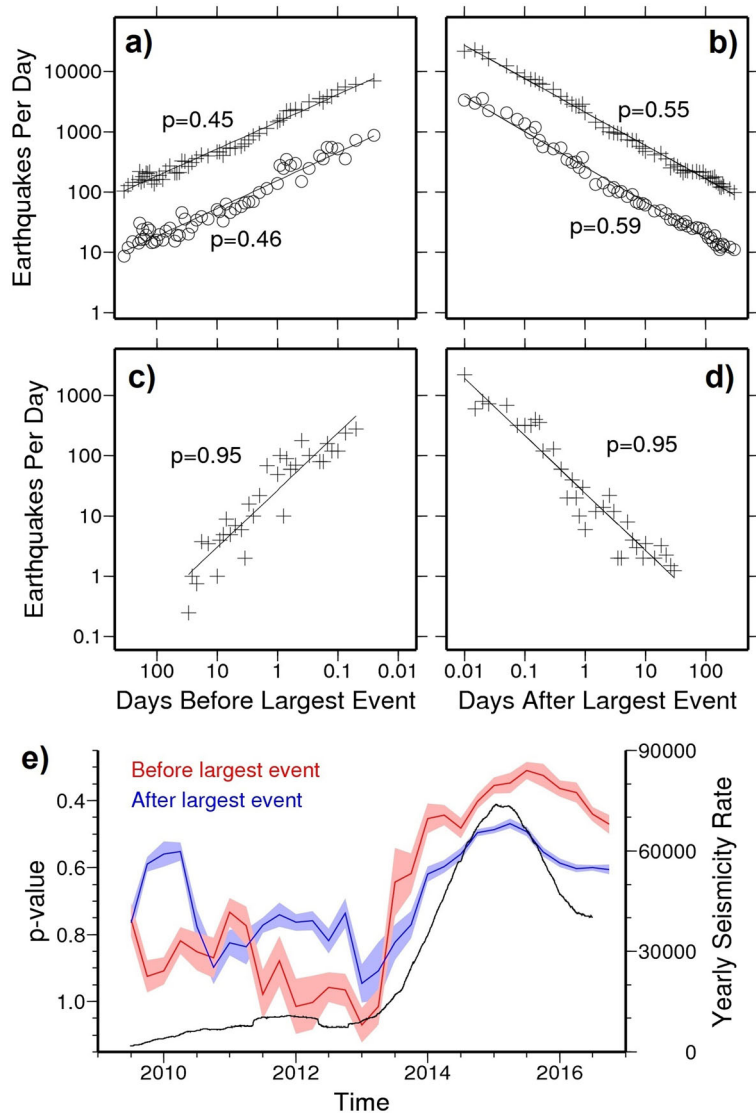 a)
b)
Earthquakes Per Day
10000
1000
100
10
1
p=0.45
p=0.46
p=0.55
p=0.59
c)
d)
Earthquakes Per Day
1000
100
10
1
0.1
p=0.95
p=0.95
100 10 1 0.1 0.01
0.01 0.1 1 10 100
Days Before Largest Event
Days After Largest Event
e)
Before largest event
After largest event
p-value
0.4
0.6
0.8
1.0
90000
60000
30000
0
Yearly Seismicity Rate
2010 2012 2014 2016
Time